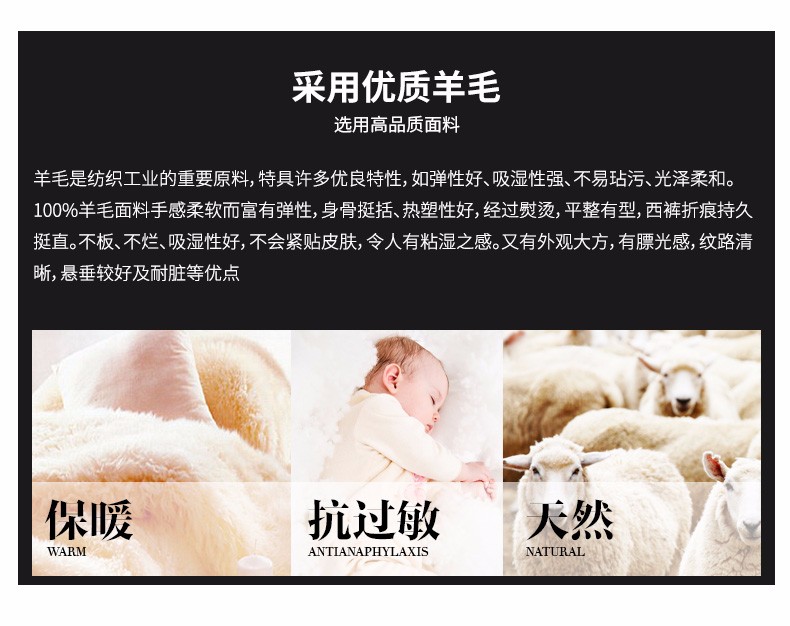 采用优质羊毛
选用高品质面料
羊毛是纺织工业的重要原料，特具许多优良特性，如弹性好、吸湿性强、不易玷污、光泽柔和。
100%羊毛面料手感柔软而富有弹性，身骨挺括、热塑性好，经过熨烫，平整有型，西裤折痕持久
挺直。不板、不烂、吸湿性好，不会紧贴皮肤，令人有粘湿之感。又有外观大方，有膘光感，纹路清
晰，悬垂较好及耐脏等优点
保暖
WARM
抗过敏
ANTIANAPHYLAXIS
天然
NATURAL